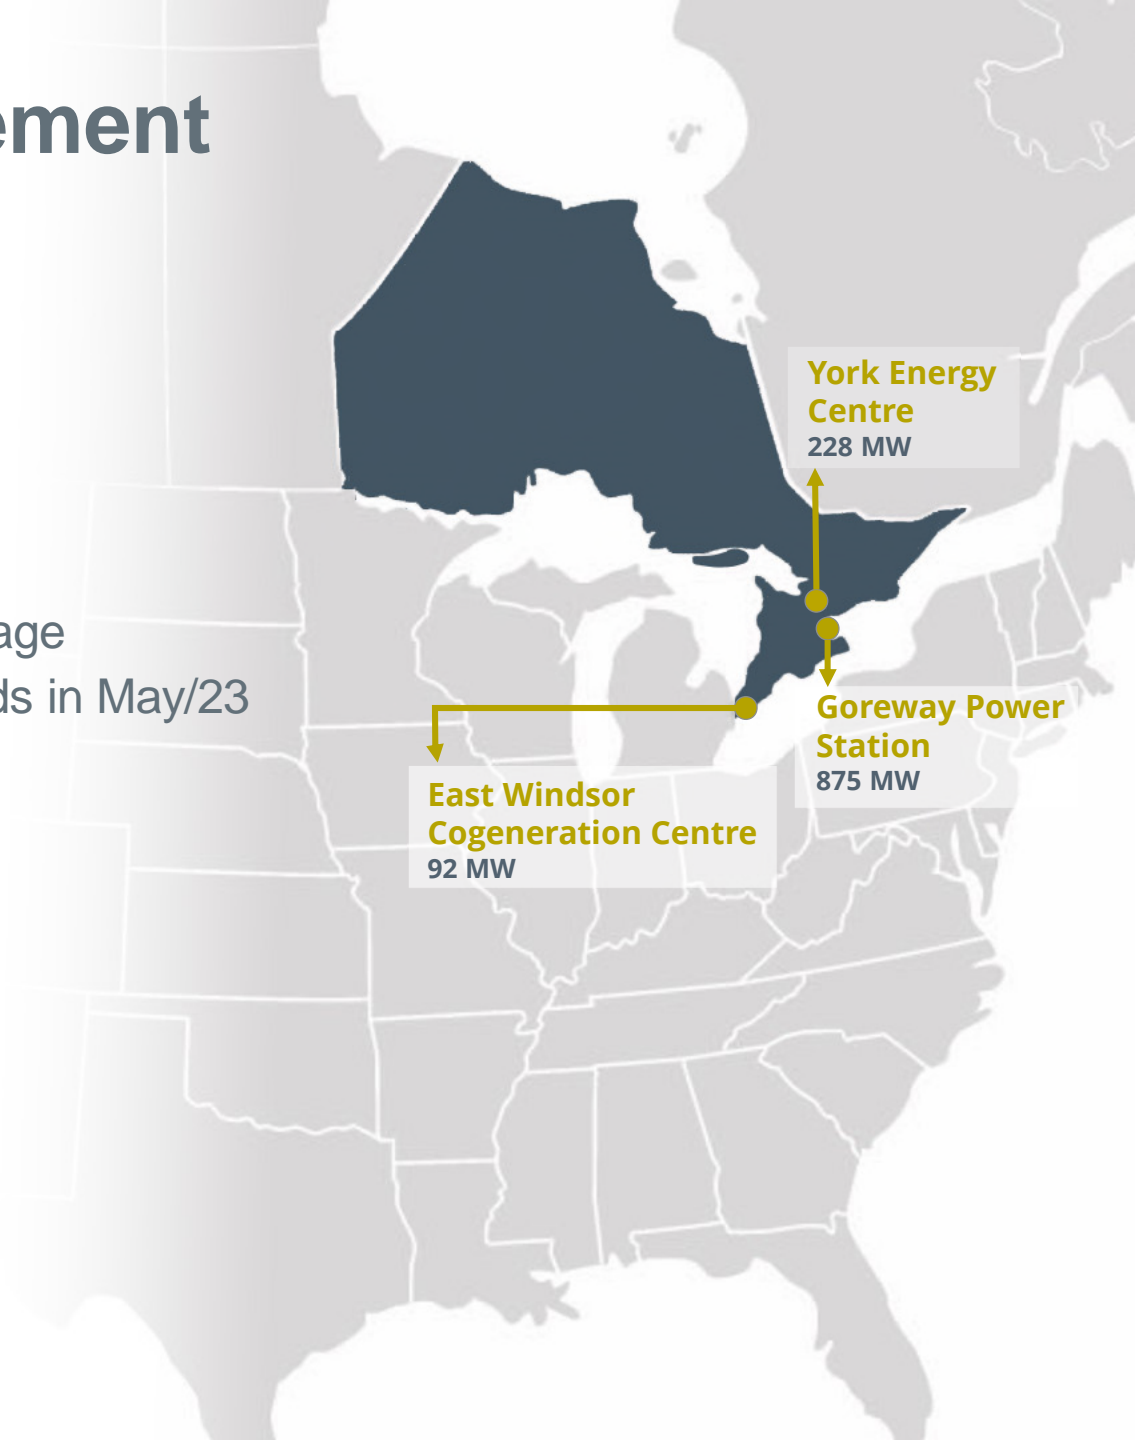 ement
York Energy
Centre
228 MW
age
ds in May/23
Goreway Power
Station
875 MW
East Windsor
Cogeneration Centre
92 MW